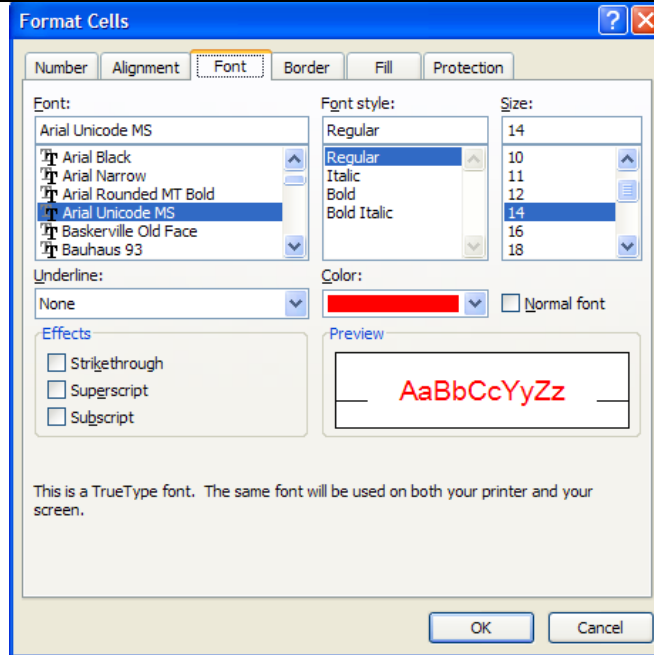 Format Cells
Number Alignment Font Border Fill Protection
Font: Font style: Size:
Arial Unicode MS Regular 14
Arial Black Regular 10
Arial Narrow Italic 11
Arial Rounded MT Bold Bold 12
Arial Unicode MS Bold Italic 14
Baskerville Old Face 16
Bauhaus 93 18
Underline: Color:
None Normal font
Effects Preview
Strikethrough
Superscript AaBbCcYyZz
Subscript
This is a TrueType font. The same font will be used on both your printer and your
screen.
OK Cancel